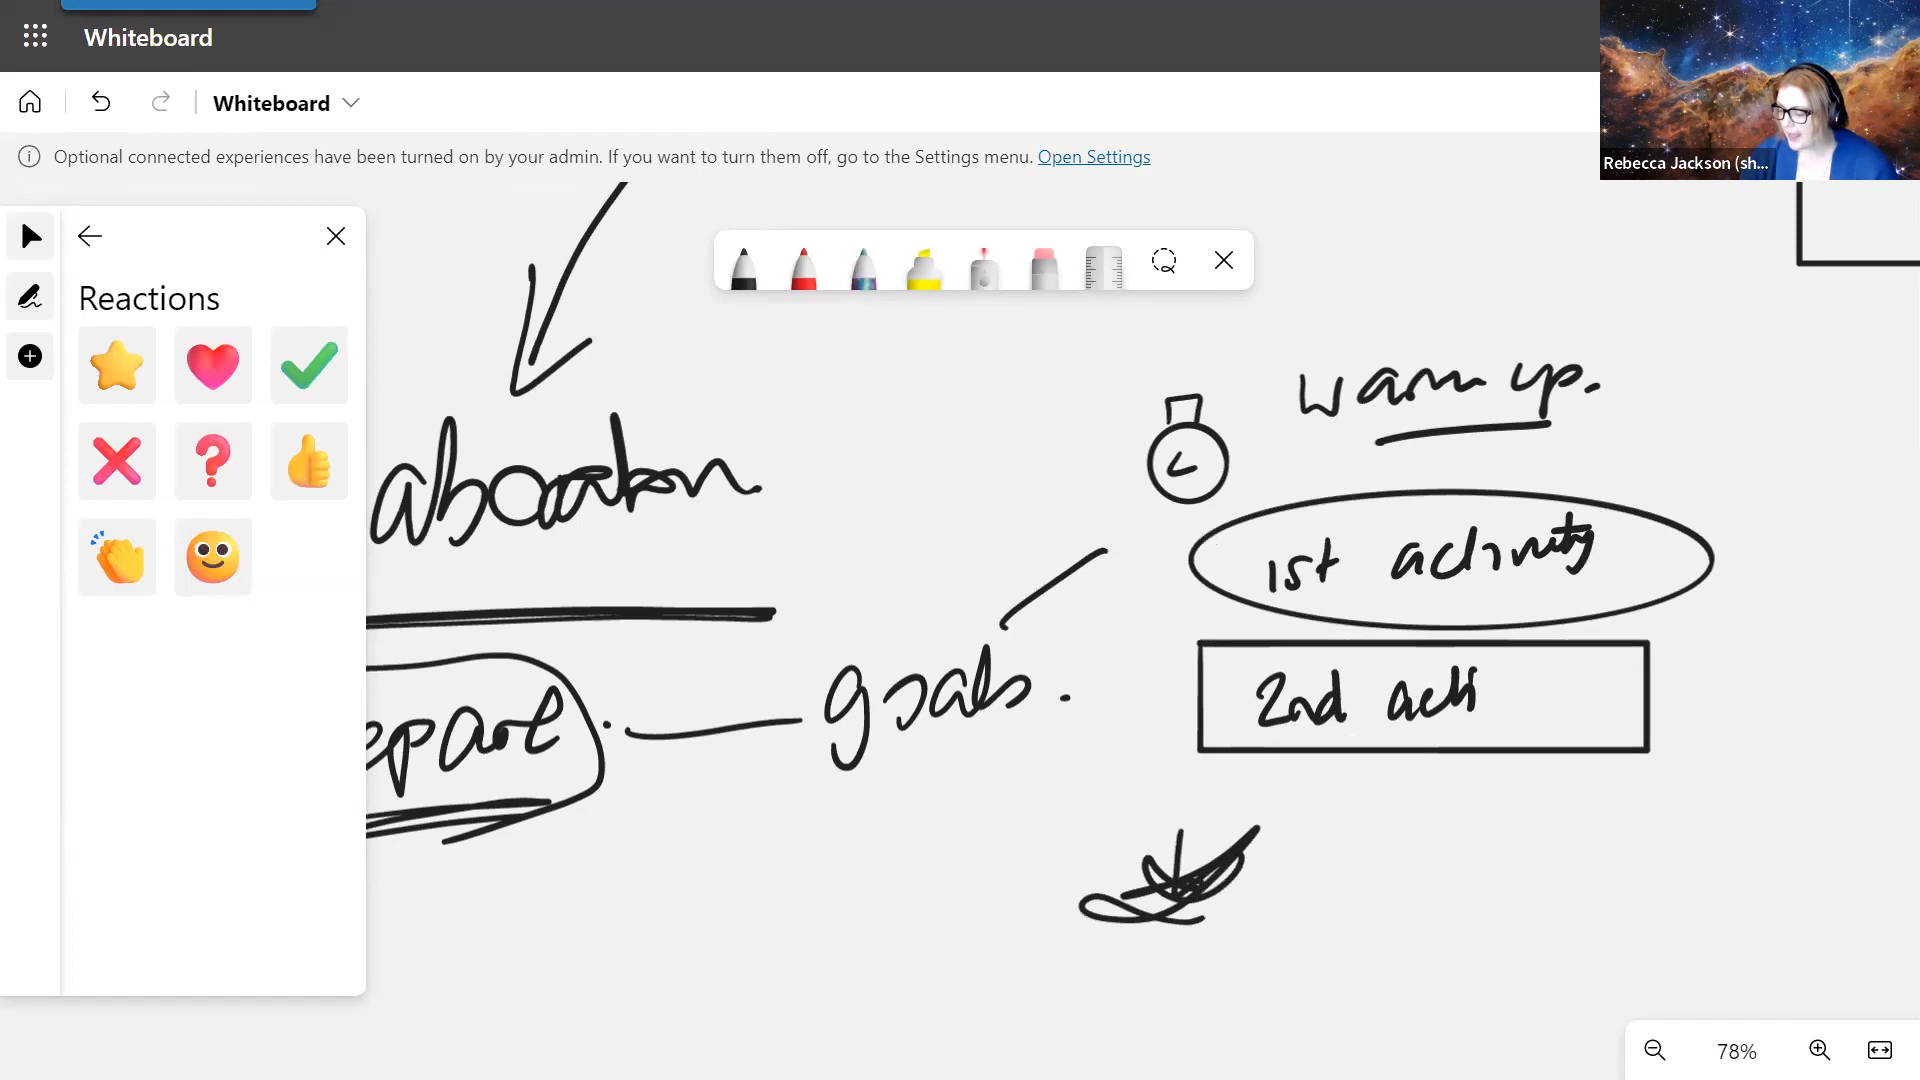 Whiteboard
Whiteboard
Optional connected experiences have been turned on by your admin. If you want to turn them off, go to the Settings menu. Open Settings
Rebecca Jackson (sh...
Reactions
warm up.
1st activity
2nd acti
goals.
78%